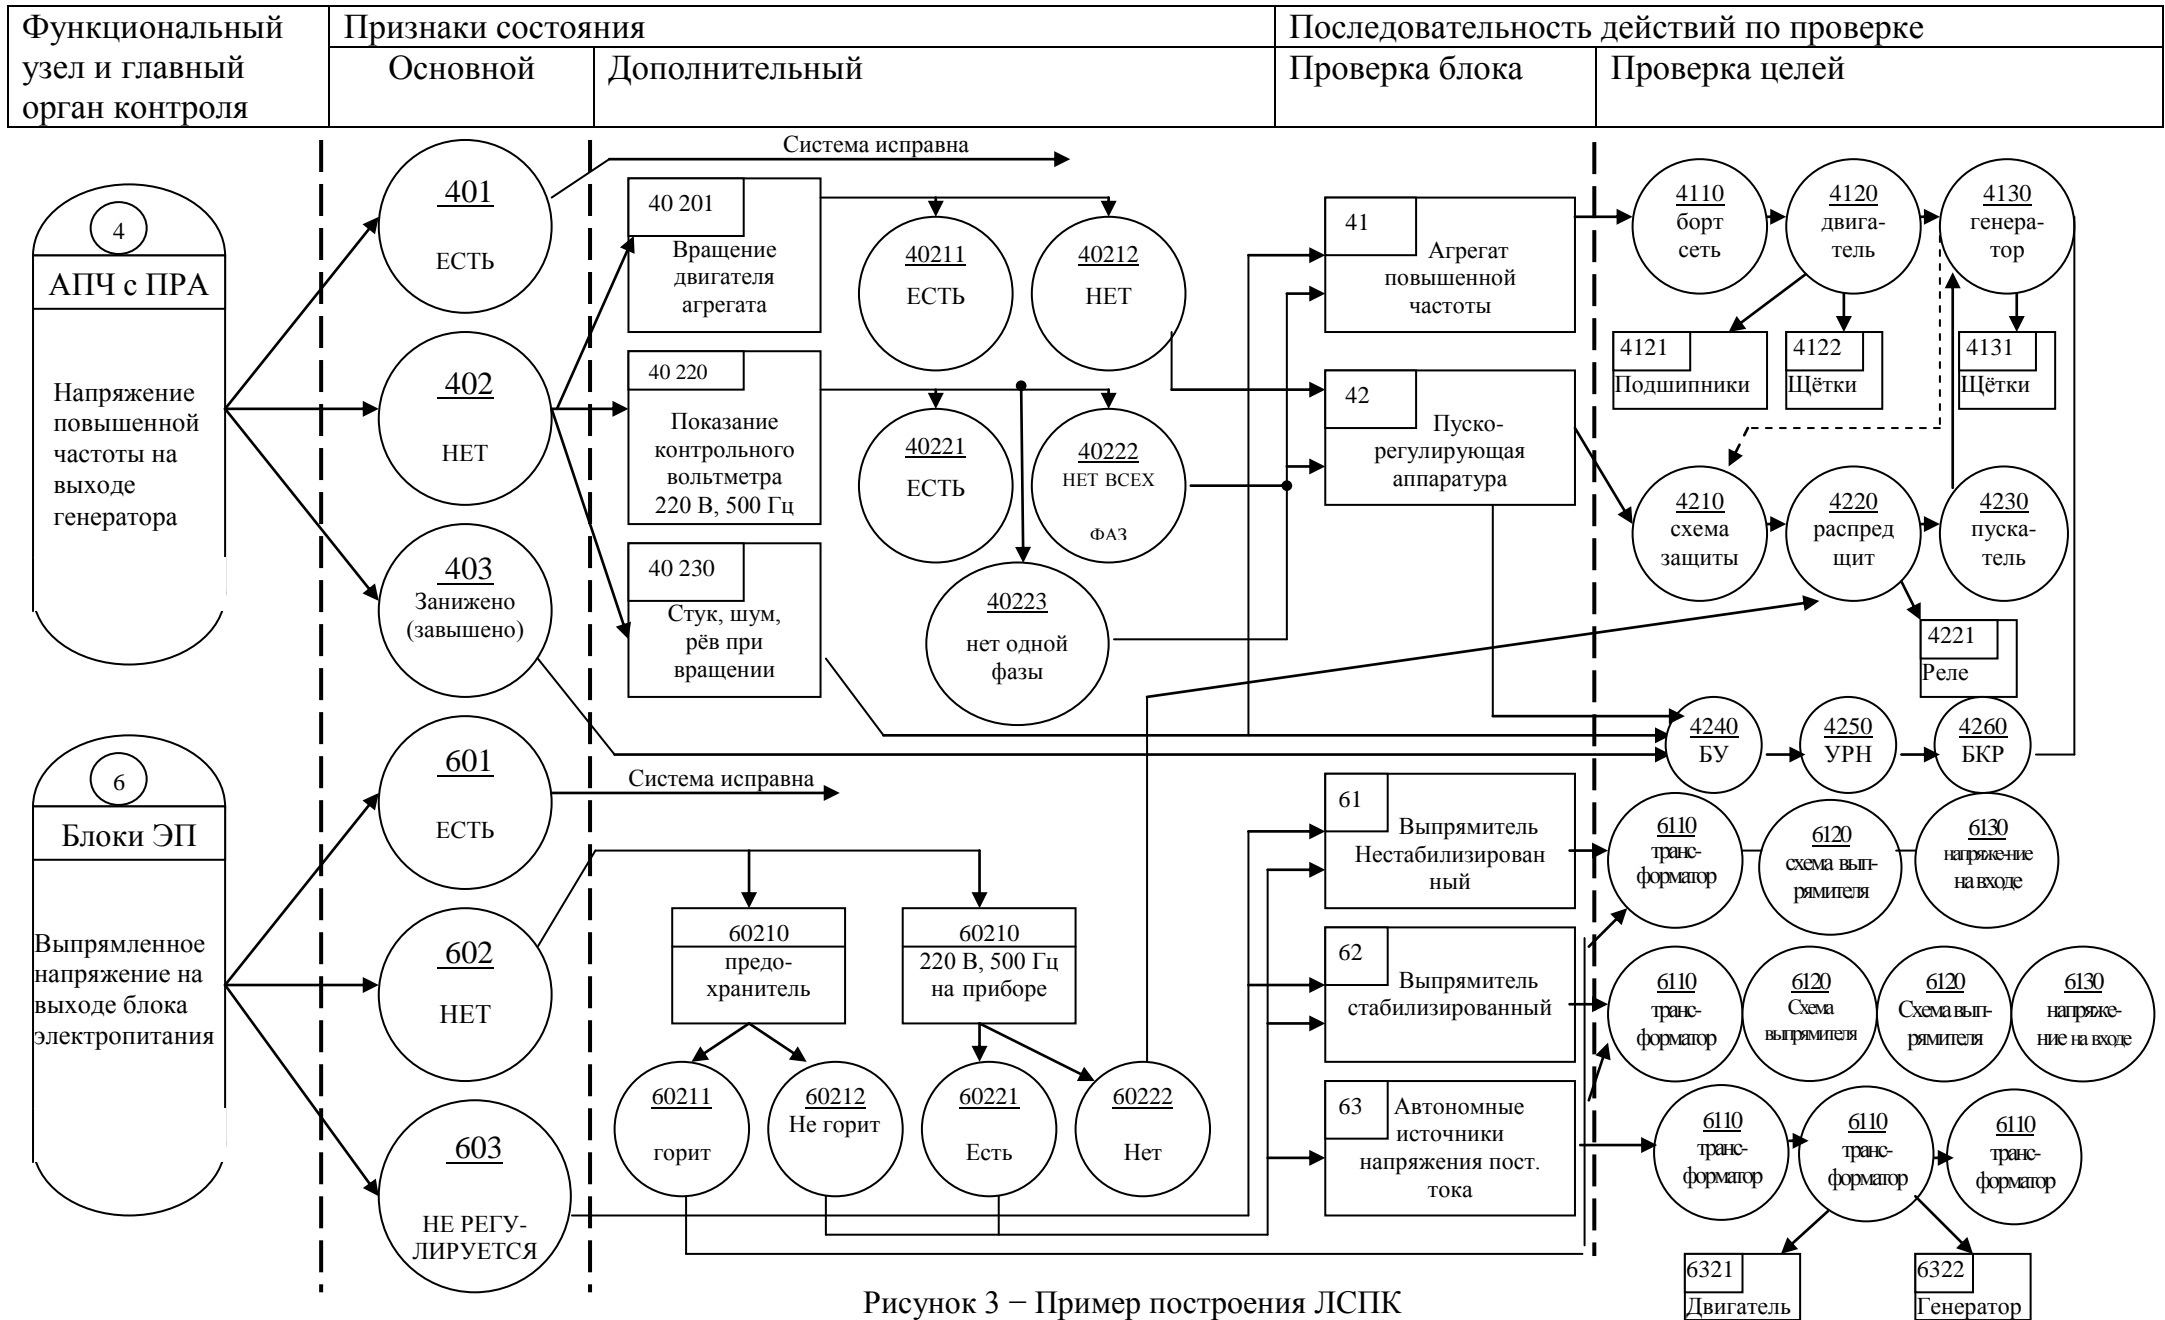 Функциональный
узел и главный
орган контроля
Признаки состояния
Основной
Дополнительный
Последовательность действий по проверке
Проверка блока
Проверка целей
4
АПЧ с ПРА
Напряжение
повышенной
частоты на
выходе
генератора
401
ЕСТЬ
402
НЕТ
403
Занижено
(завышено)
Система исправна
40 201
Вращение
двигателя
агрегата
40211
ЕСТЬ
40212
НЕТ
40 220
Показание
контрольного
вольтметра
220 В, 500 Гц
40221
ЕСТЬ
40222
НЕТ ВСЕХ
ФАЗ
40 230
Стук, шум,
рёв при
вращении
40223
нет одной
фазы
41
Агрегат
повышенной
частоты
42
Пуско-
регулирующая
аппаратура
4110
борт
сеть
4120
двига-
тель
4130
генера-
тор
4121
Подшипники
4122
Щётки
4131
Щётки
4210
схема
защиты
4220
распред
щит
4230
пуска-
тель
4221
Реле
4240
БУ
4250
УРН
4260
БКР
6
Блоки ЭП
Выпрямленное
напряжение на
выходе блока
электропитания
601
ЕСТЬ
602
НЕТ
603
НЕ РЕГУ-
ЛИРУЕТСЯ
Система исправна
60210
предо-
хранитель
60210
220 В, 500 Гц
на приборе
60211
горит
60212
Не горит
60221
Есть
60222
Нет
61
Выпрямитель
Нестабилизирован
ный
62
Выпрямитель
стабилизированный
63
Автономные
источники
напряжения пост.
тока
6110
транс-
форматор
6120
схема вып-
рямителя
6130
напряжение
на входе
6110
транс-
форматор
6120
Схема
выпрямителя
6120
Схема вып-
рямителя
6130
напряже-
ние на входе
6110
транс-
форматор
6110
транс-
форматор
6110
транс-
форматор
6321
Двигатель
6322
Генератор
Рисунок 3 − Пример построения ЛСПК